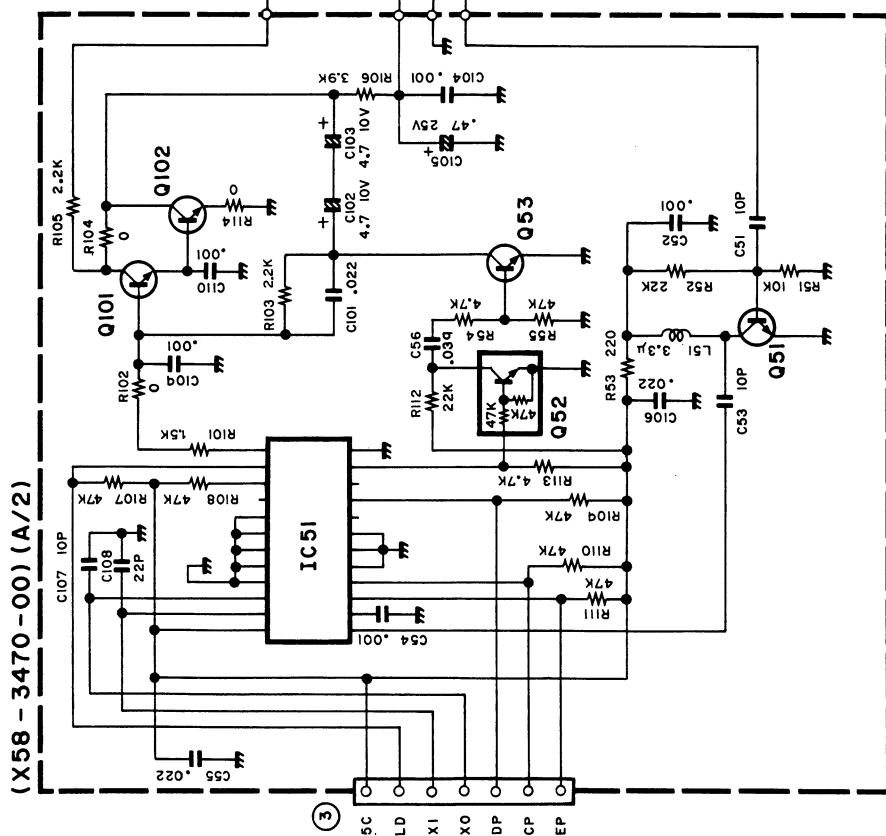 (X58-3470-00)(A/2)
R105 2.2K
R104 0
Q102
R114 0
Q101
C110 .001
R106 3.9K
C104 .001
C103 4.7 10V
C105 .47 25V
C102 4.7 10V
R103 2.2K
C101 .022
R102 0
C109 .001
R101 1.5K
Q53
R54 4.7K
R55 47K
C56 .039
R112 22K
47K
47K
Q52
R113 4.7K
C52 .001
C51 10P
R52 22K
R51 10K
R53 220
L51 3.3μ
Q51
C106 .022
C53 10P
R107 47K
R108 47K
C107 10P
C108 22P
IC51
R109 47K
R110 47K
R111 47K
C54 .001
C55 .022
3
5C
LD
X1
X0
DP
CP
EP